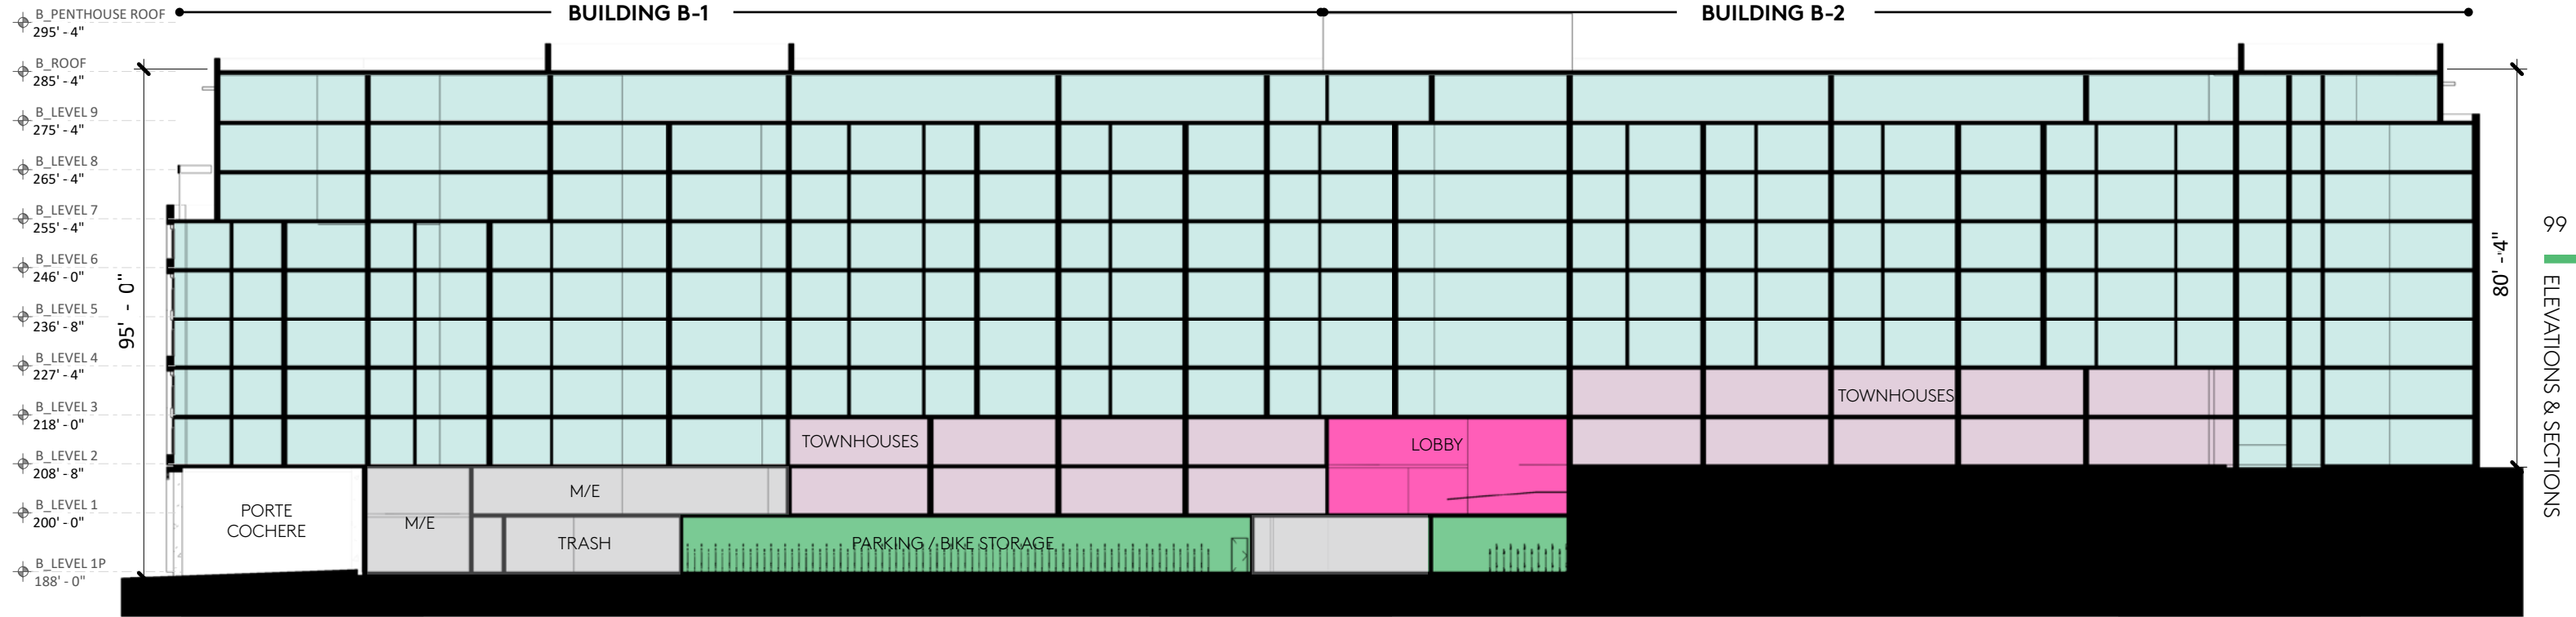 BUILDING B-1
BUILDING B-2
B_PENTHOUSE ROOF
295' - 4"
B_ROOF
285' - 4"
B_LEVEL 9
275' - 4"
B_LEVEL 8
265' - 4"
B_LEVEL 7
255' - 4"
B_LEVEL 6
246' - 0"
B_LEVEL 5
236' - 8"
B_LEVEL 4
227' - 4"
B_LEVEL 3
218' - 0"
B_LEVEL 2
208' - 8"
B_LEVEL 1
200' - 0"
B_LEVEL 1P
188' - 0"
95' - 0"
PORTE
COCHERE
M/E
M/E
TRASH
TOWNHOUSES
PARKING / BIKE STORAGE
LOBBY
TOWNHOUSES
80' -4"
99
ELEVATIONS & SECTIONS